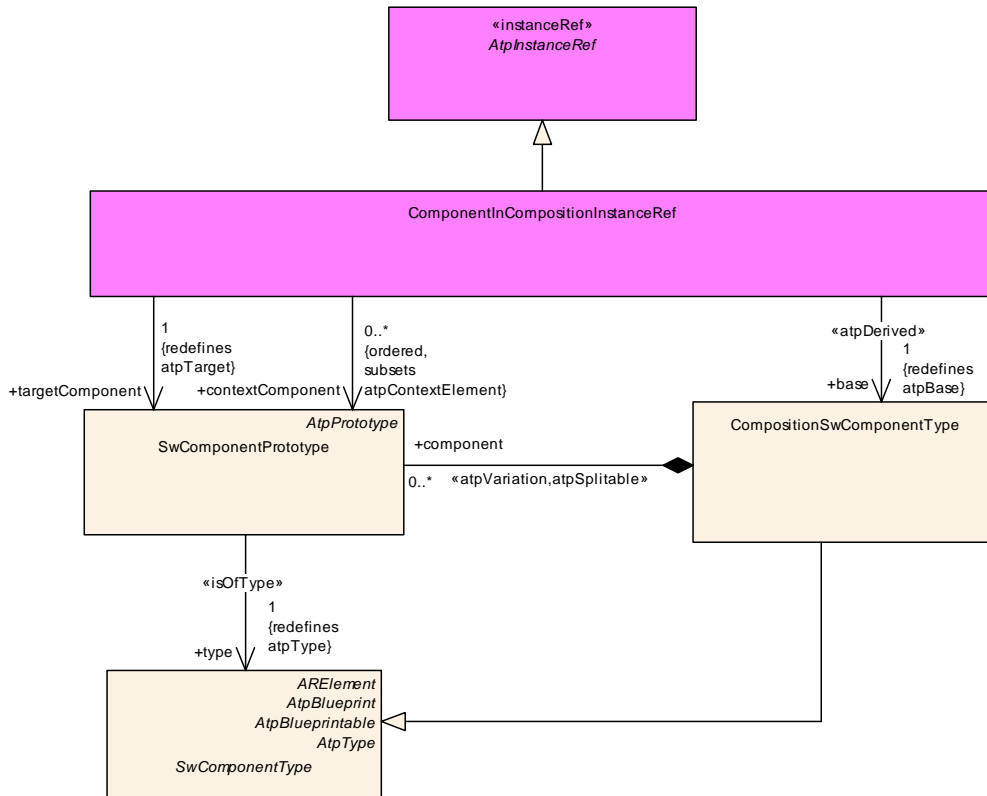 «instanceRef»
AtpInstanceRef
ComponentInCompositionInstanceRef
1
{redefines
atpTarget}
+targetComponent
0..*
{ordered,
subsets
atpContextElement}
+contextComponent
«atpDerived»
1
{redefines
atpBase}
+base
AtpPrototype
SwComponentPrototype
+component
0..*
«atpVariation,atpSplitable»
CompositionSwComponentType
«isOfType»
1
{redefines
atpType}
+type
ARElement
AtpBlueprint
AtpBlueprintable
AtpType
SwComponentType